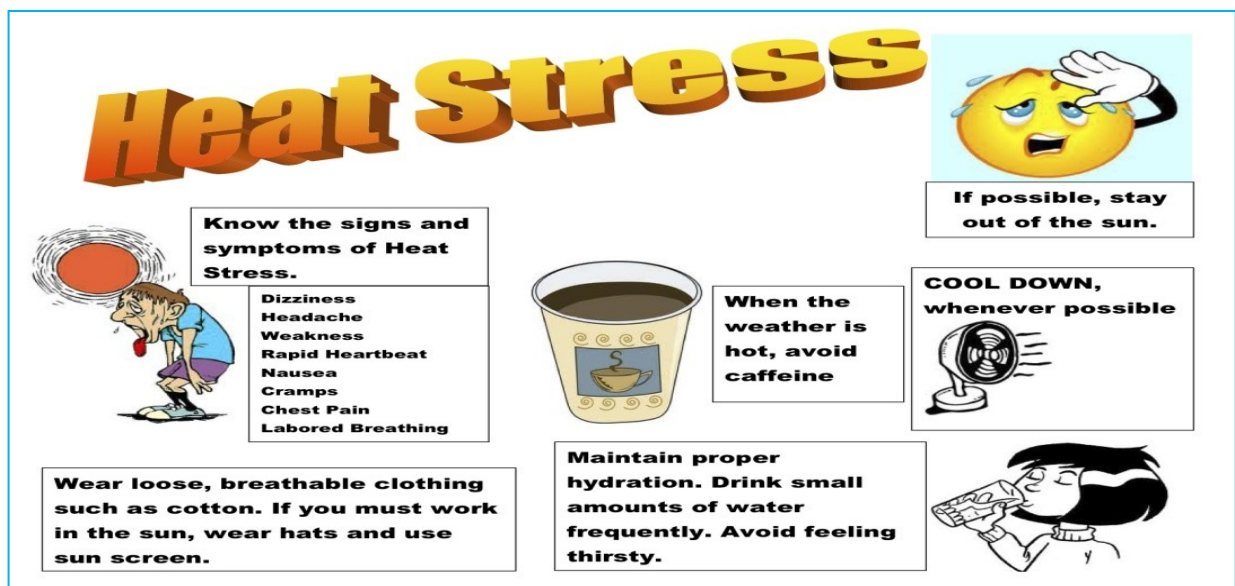 Heat Stress
If possible, stay
out of the sun.
Know the signs and
symptoms of Heat
Stress.
Dizziness
Headache
Weakness
Rapid Heartbeat
Nausea
Cramps
Chest Pain
Labored Breathing
When the
weather is
hot, avoid
caffeine
COOL DOWN,
whenever possible
Wear loose, breathable clothing
such as cotton. If you must work
in the sun, wear hats and use
sun screen.
Maintain proper
hydration. Drink small
amounts of water
frequently. Avoid feeling
thirsty.